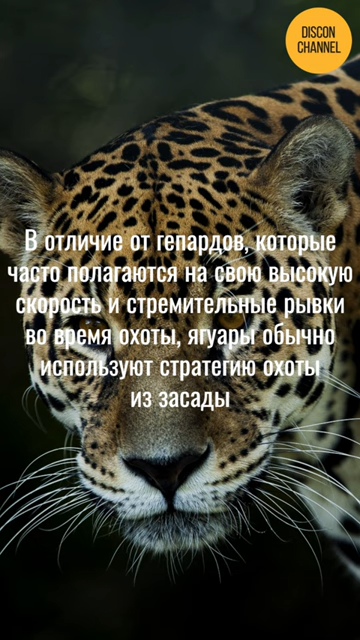 DISCON
CHANNEL
В отличие от гепардов, которые
часто полагаются на свою высокую
скорость и стремительные рывки
во время охоты, ягуары обычно
используют стратегию охоты
из засады